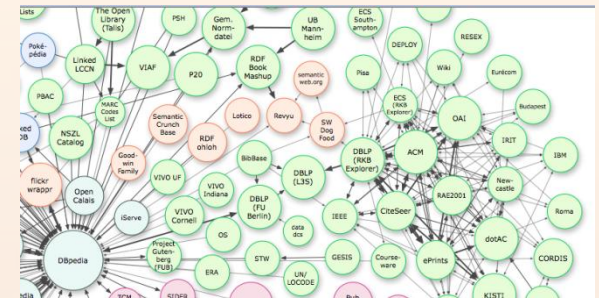 Lists
The Open
Library
(Talis)
PSH
Gem.
Norm-
datei
UB
Mann-
heim
ECS
South-
ampton
RESEX
DEPLOY
Poké-
pédia
Linked
LCCN
VIAF
P20
RDF
Book
Mashup
semantic
web.org
Pisa
Wiki
Eurécom
PBAC
MARC
Codes
List
Semantic
Crunch
Base
Lotico
Revyu
SW
Dog
Food
ECS
(RKB
Explorer)
OAI
Budapest
NSZL
Catalog
RDF
ohloh
DBLP
(RKB
Explorer)
ACM
IRIT
IBM
Good-
win
Family
BibBase
DBLP
(L3S)
flickr
wrappr
Open
Calais
VIVO UF
VIVO
Indiana
RAE2001
New-
castle
iServe
VIVO
Cornell
DBLP
(FU
Berlin)
IEEE
CiteSeer
Roma
OS
data
dcs
dotAC
DBpedia
Project
Guten-
berg
(FUB)
STW
GESIS
Course-
ware
ePrints
CORDIS
ERA
UN/
LOCODE
KISTI
TCM
SIDER
Pub